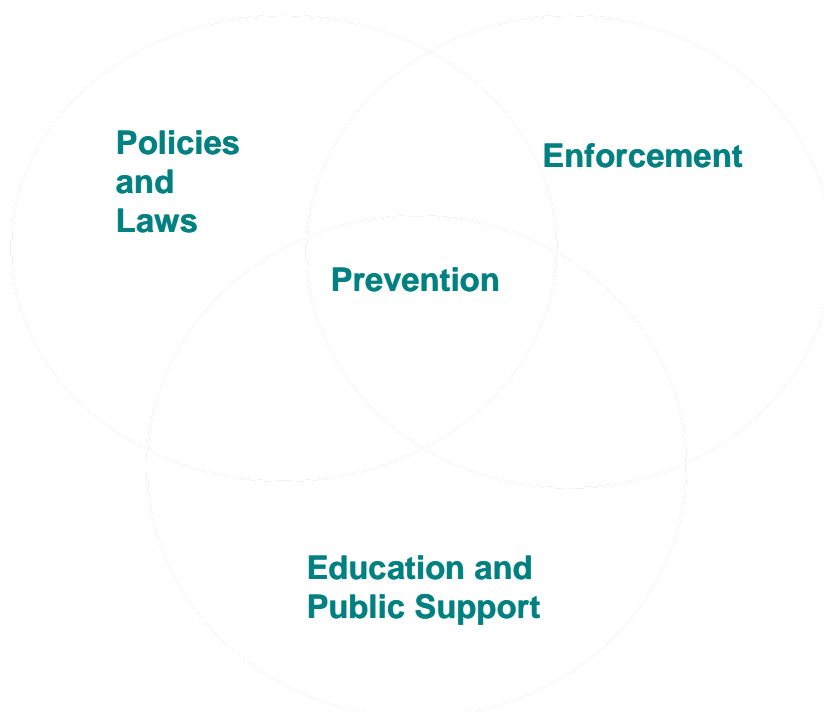 Policies
and
Laws
Enforcement
Prevention
Education and
Public Support